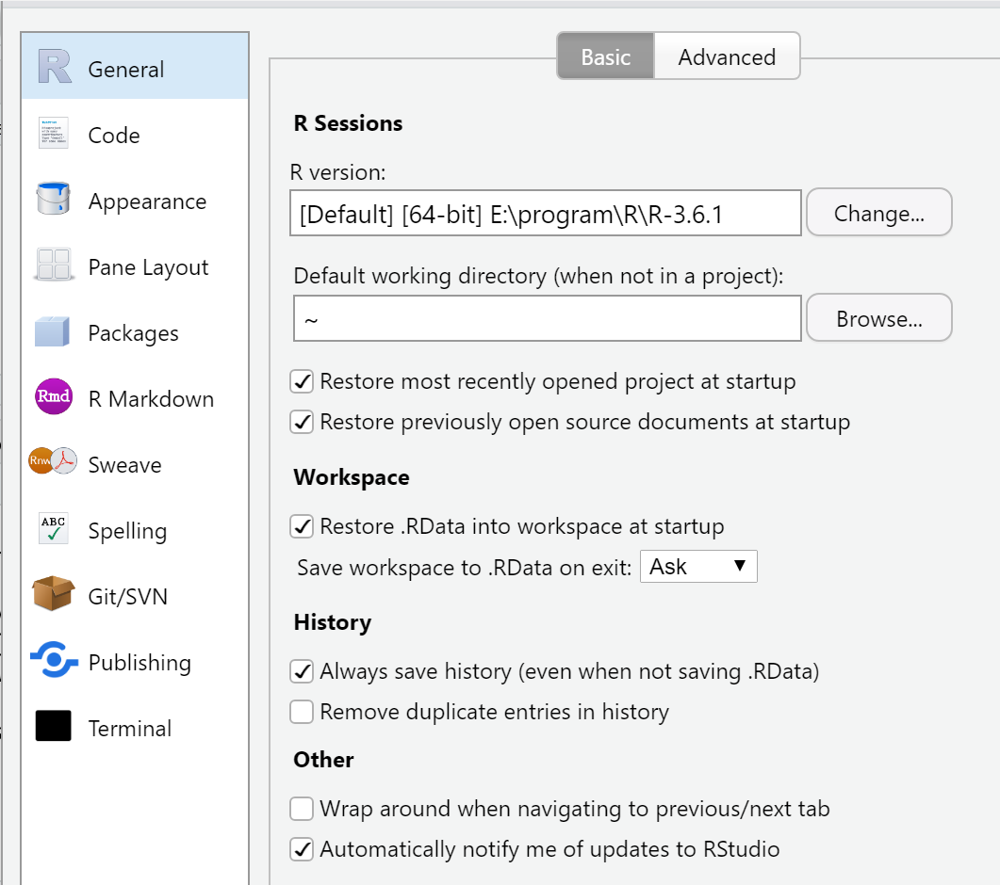 Basic
Advanced
General
Code
Appearance
Pane Layout
Packages
Rmd
R Markdown
Rnw
Sweave
ABC
Spelling
Git/SVN
Publishing
Terminal
R Sessions
R version:
[Default] [64-bit] E:\program\R\R-3.6.1
Change...
Default working directory (when not in a project):
~
Browse...
Restore most recently opened project at startup
Restore previously open source documents at startup
Workspace
Restore .RData into workspace at startup
Save workspace to .RData on exit: Ask
History
Always save history (even when not saving .RData)
Remove duplicate entries in history
Other
Wrap around when navigating to previous/next tab
Automatically notify me of updates to RStudio